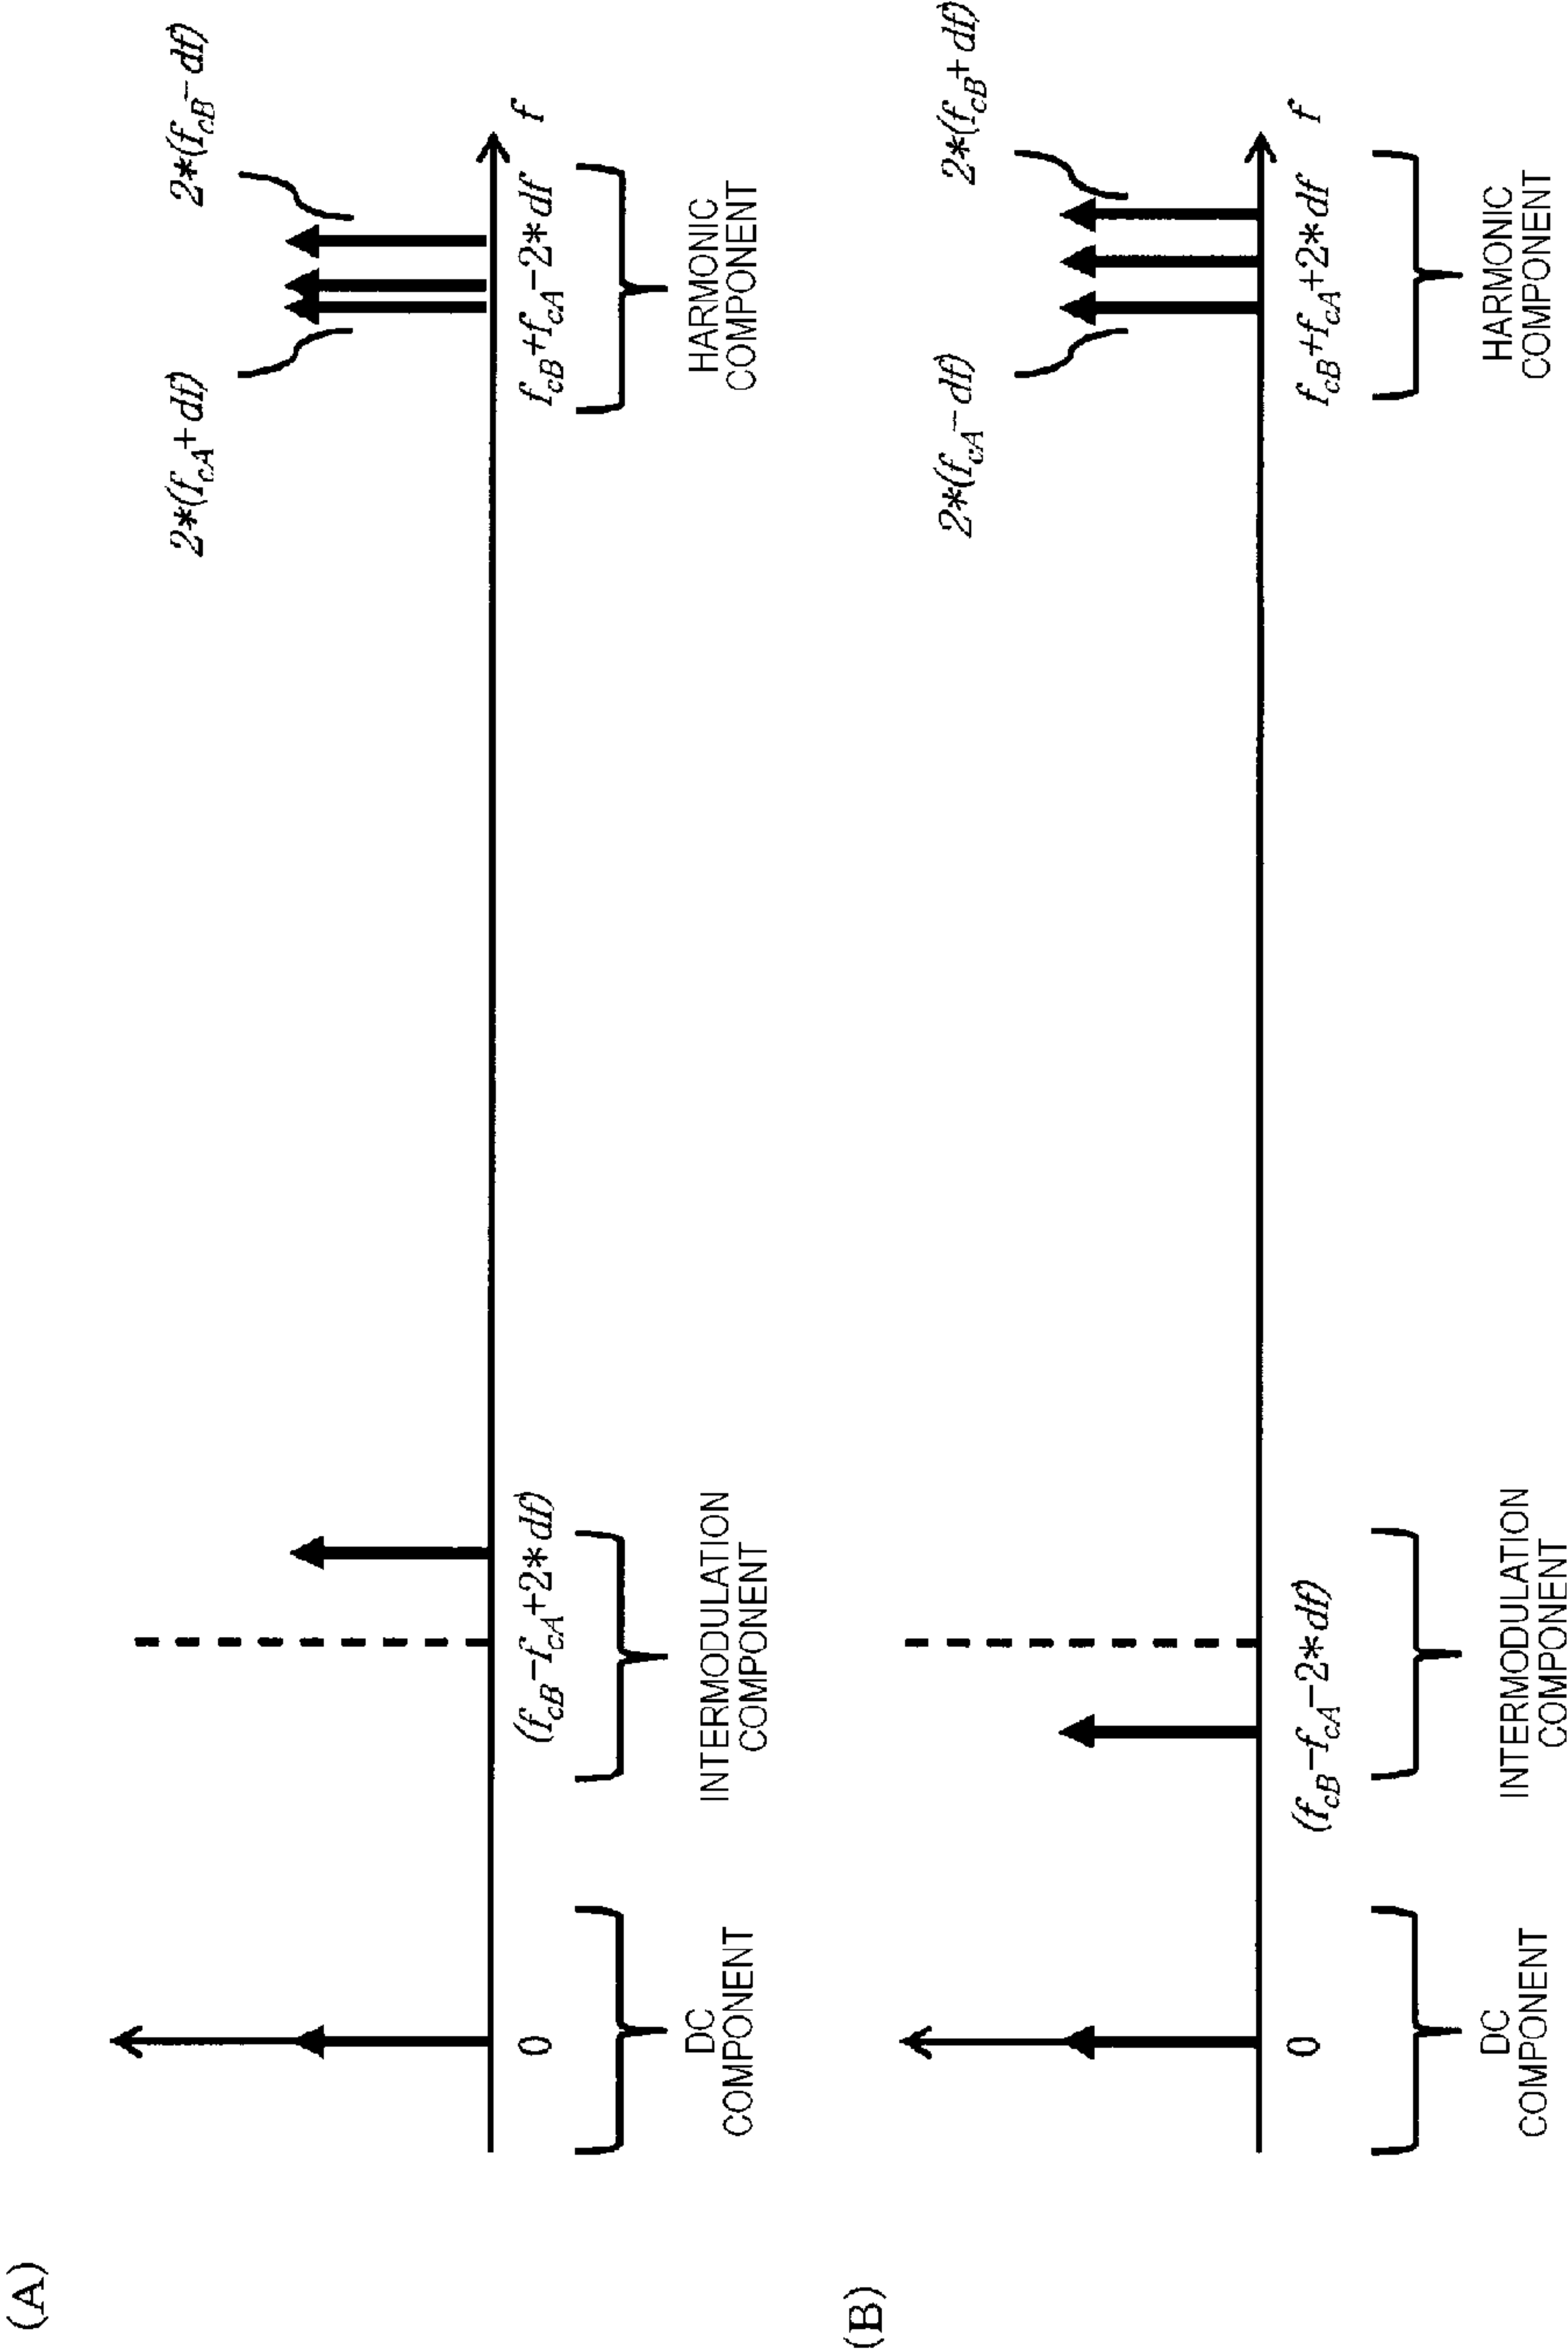 (A)
2*(f_cA+df)
2*(f_cB−df)
0
(f_cB−f_cA+2*df)
f_cB+f_cA−2*df
f
DC
COMPONENT
INTERMODULATION
COMPONENT
HARMONIC
COMPONENT
(B)
2*(f_cA−df)
2*(f_cB+df)
0
(f_cB−f_cA−2*df)
f_cB+f_cA+2*df
f
DC
COMPONENT
INTERMODULATION
COMPONENT
HARMONIC
COMPONENT